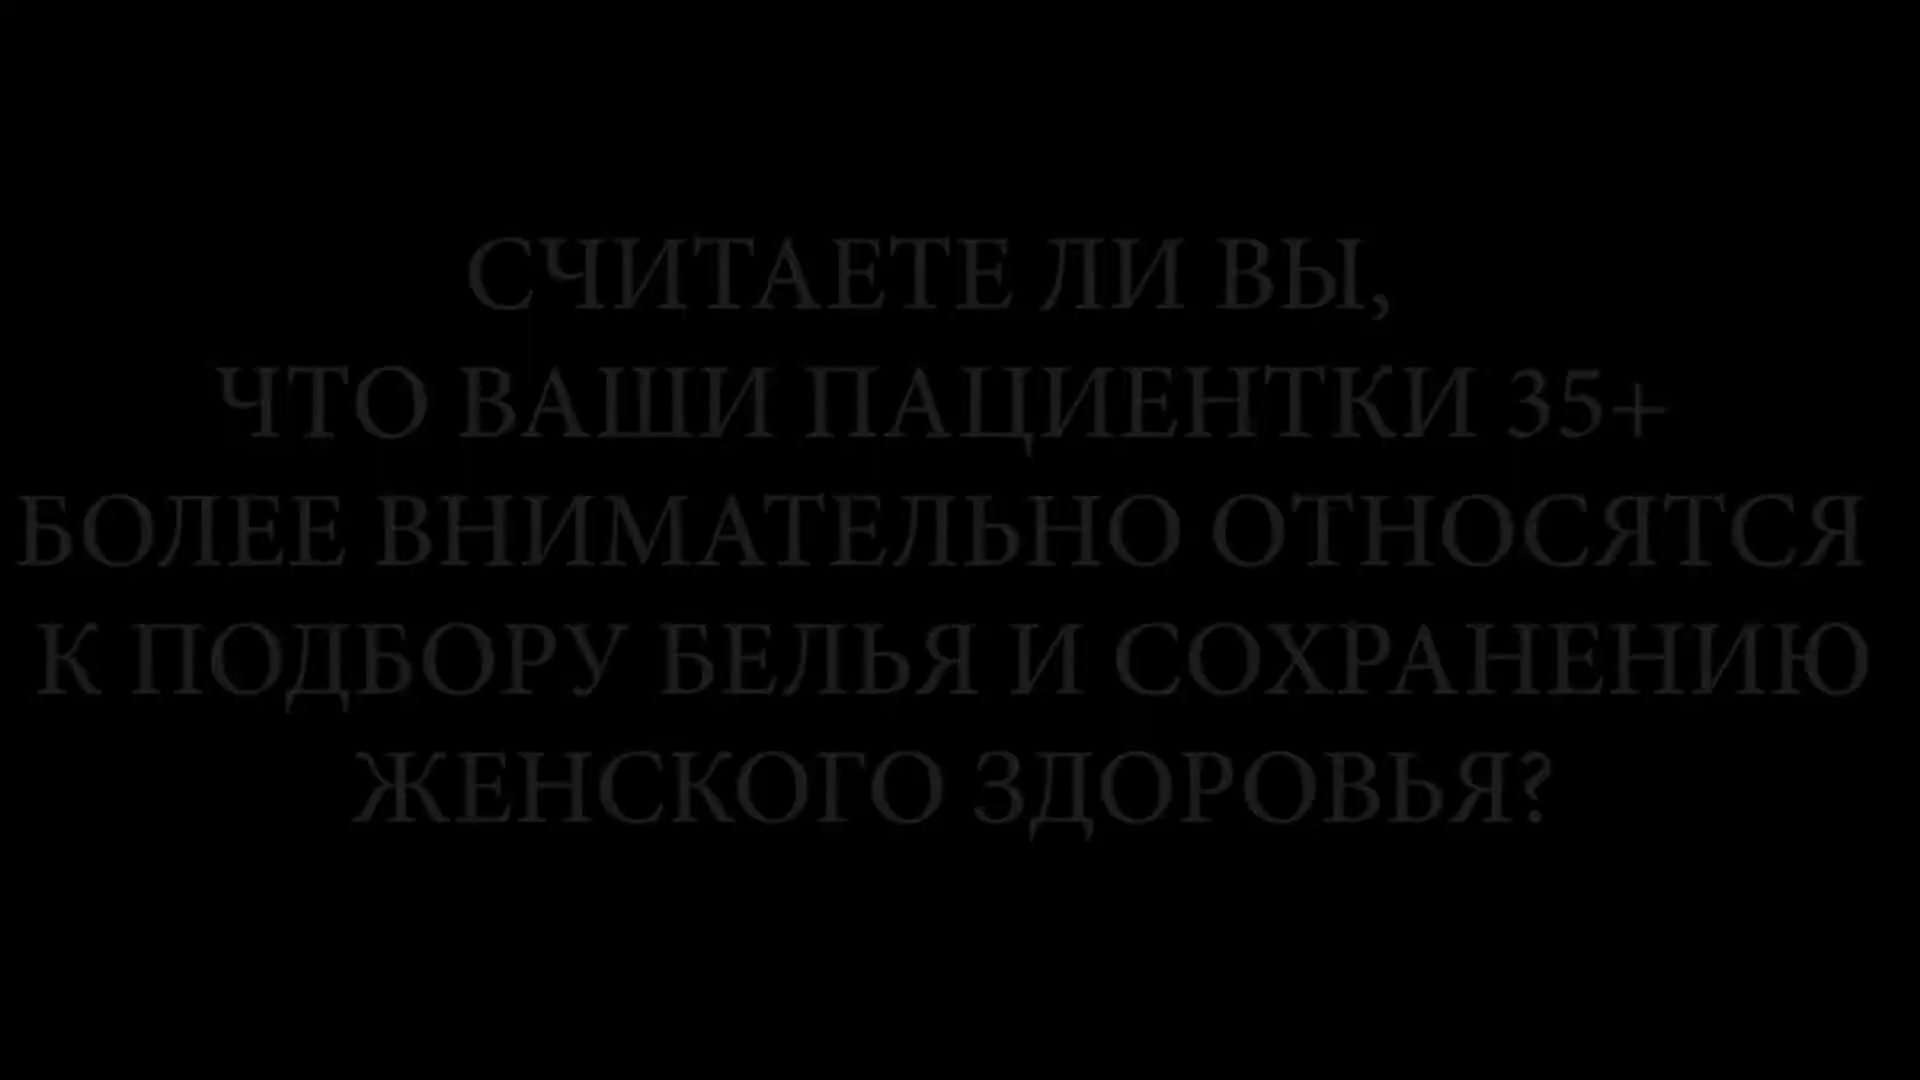 СЧИТАЕТЕ ЛИ ВЫ,
ЧТО ВАШИ ПАЦИЕНТКИ 35+
БОЛЕЕ ВНИМАТЕЛЬНО ОТНОСЯТСЯ
К ПОДБОРУ БЕЛЬЯ И СОХРАНЕНИЮ
ЖЕНСКОГО ЗДОРОВЬЯ?